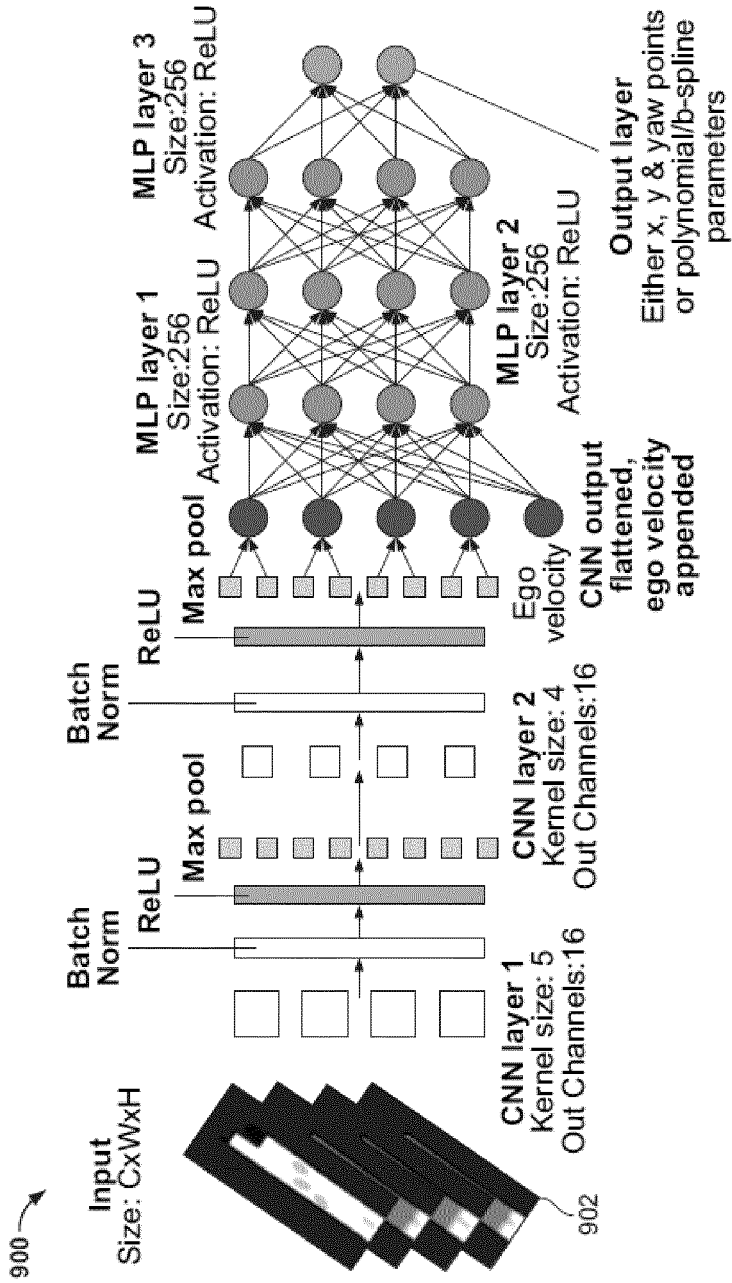 900
Input
Size: CxWxH
902
CNN layer 1
Kernel size: 5
Out Channels:16
Batch
Norm
ReLU
Max pool
CNN layer 2
Kernel size: 4
Out Channels:16
Batch
Norm
ReLU
Max pool
Ego
velocity
CNN output
flattened,
ego velocity
appended
MLP layer 1
Size:256
Activation: ReLU
MLP layer 2
Size:256
Activation: ReLU
MLP layer 3
Size:256
Activation: ReLU
Output layer
Either x, y & yaw points
or polynomial/b-spline
parameters